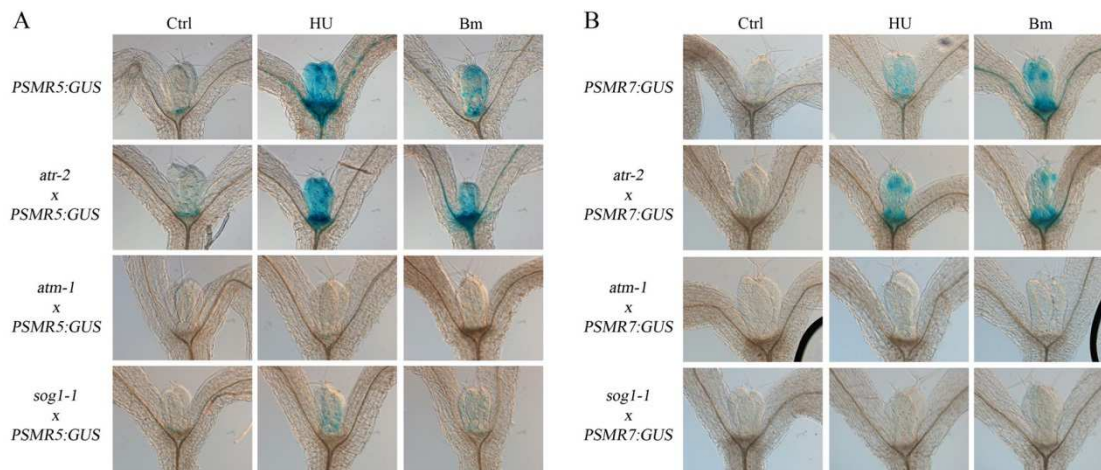 A
B
Ctrl HU Bm
Ctrl HU Bm
PSMR5:GUS
PSMR7:GUS
atr-2
x
PSMR5:GUS
atr-2
x
PSMR7:GUS
atm-1
x
PSMR5:GUS
atm-1
x
PSMR7:GUS
sog1-1
x
PSMR5:GUS
sog1-1
x
PSMR7:GUS